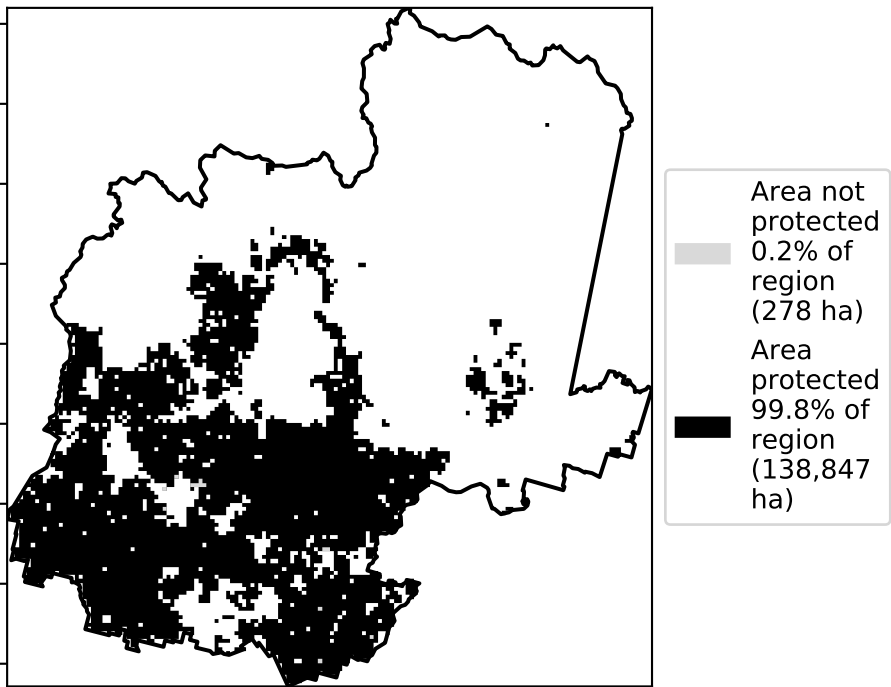 Area not
protected
0.2% of
region
(278 ha)
Area
protected
99.8% of
region
(138,847
ha)